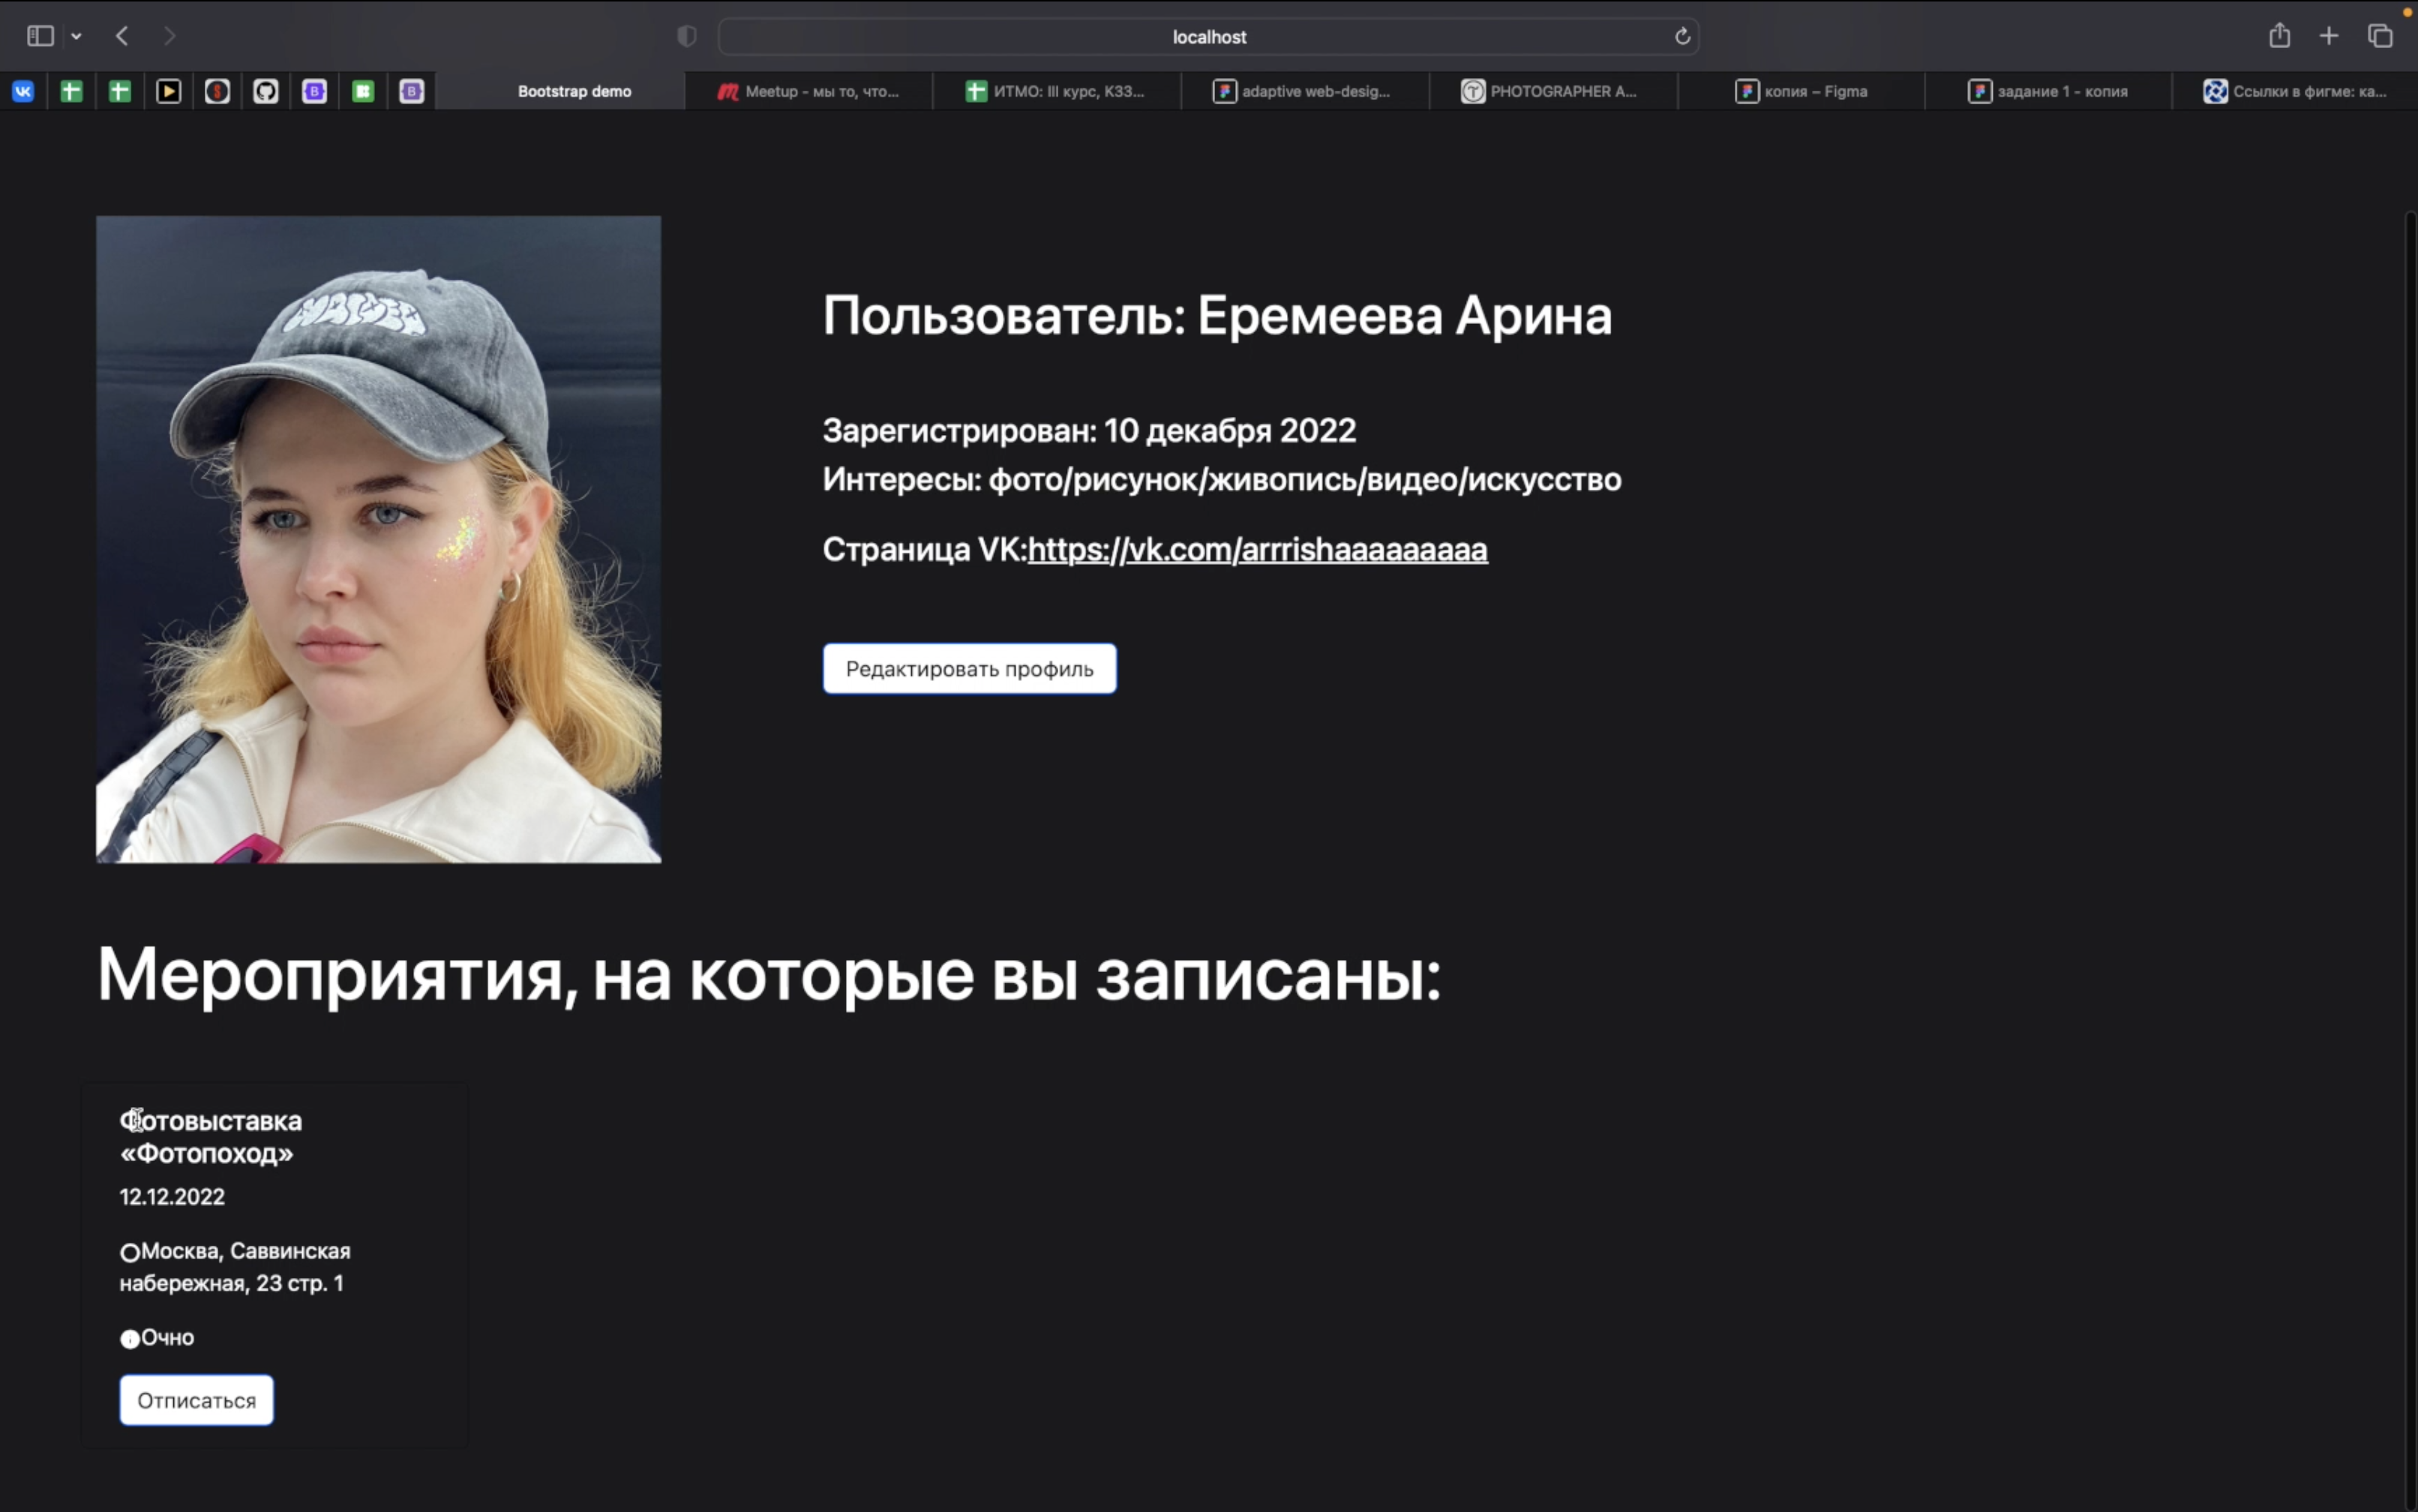 localhost
Bootstrap demo
Meetup - мы то, что...
ИТМО: III курс, К33...
adaptive web-desig...
PHOTOGRAPHER A...
копия – Figma
задание 1 - копия
Ссылки в фигме: ка...
Пользователь: Еремеева Арина
Зарегистрирован: 10 декабря 2022
Интересы: фото/рисунок/живопись/видео/искусство
Страница VK:https://vk.com/arrrishaaaaaaaaa
Редактировать профиль
Мероприятия, на которые вы записаны:
Фотовыставка
«Фотопоход»
12.12.2022
Москва, Саввинская
набережная, 23 стр. 1
Очно
Отписаться